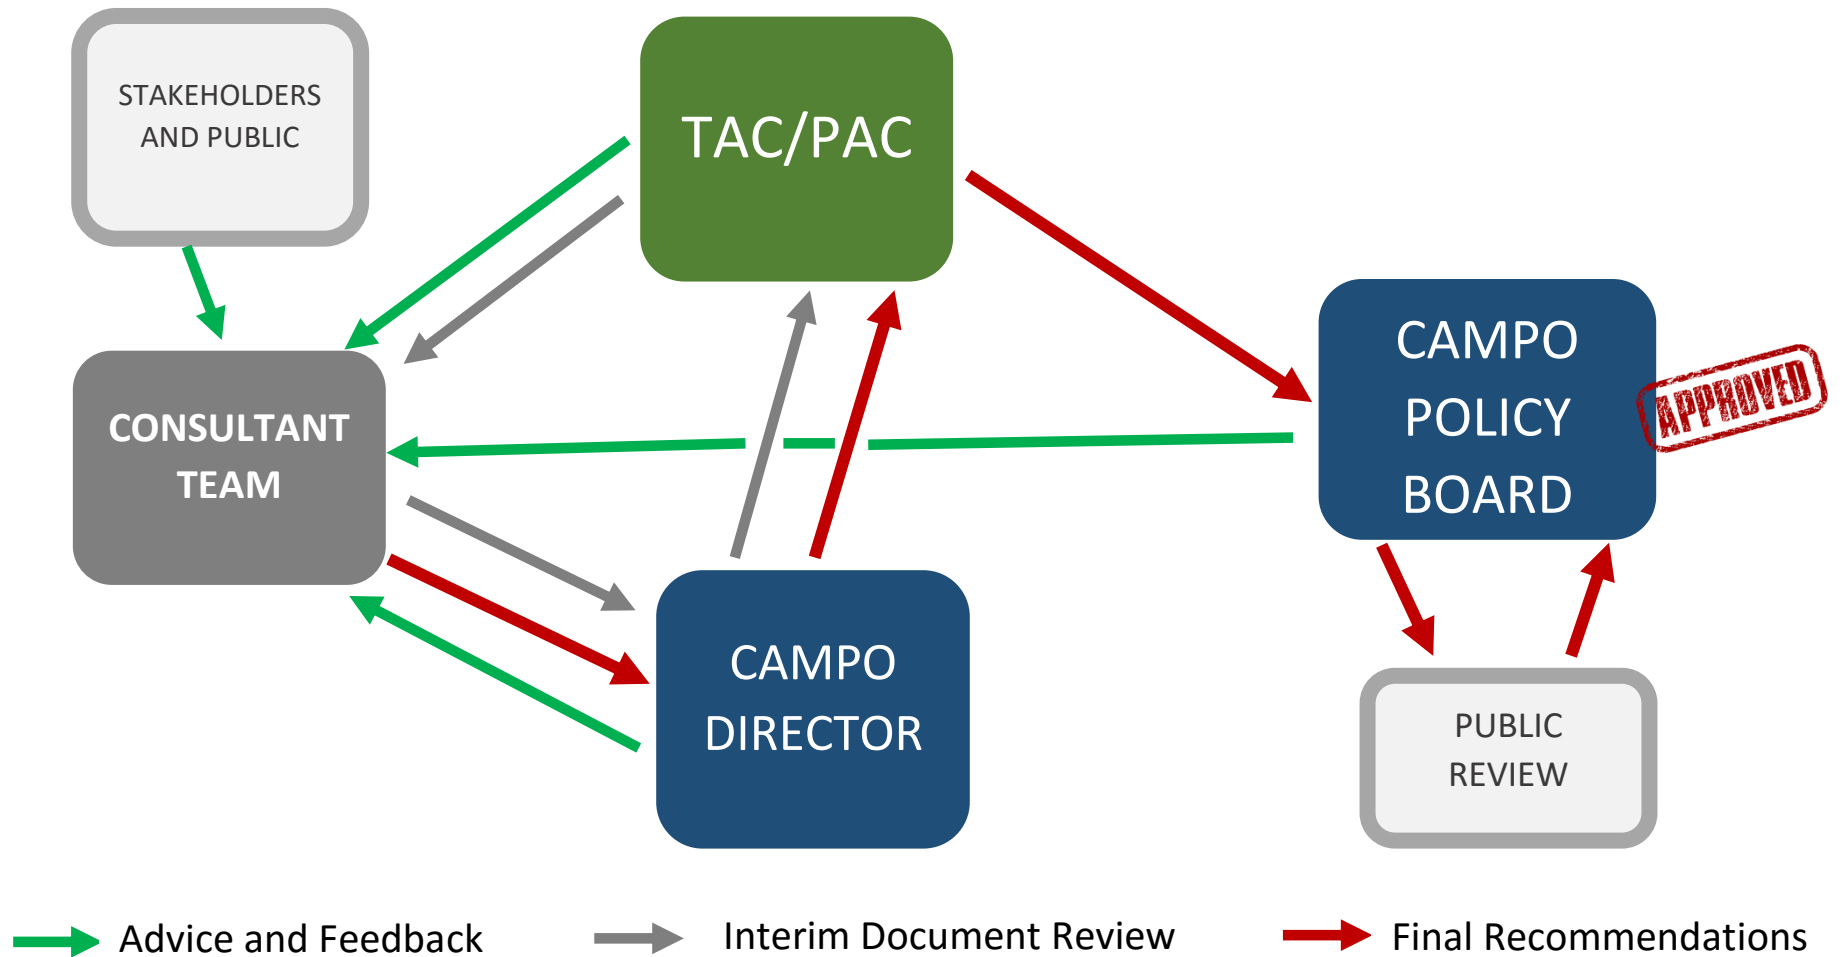 STAKEHOLDERS
AND PUBLIC
TAC/PAC
CONSULTANT
TEAM
CAMPO
POLICY
BOARD
APPROVED
CAMPO
DIRECTOR
PUBLIC
REVIEW
Advice and Feedback
Interim Document Review
Final Recommendations